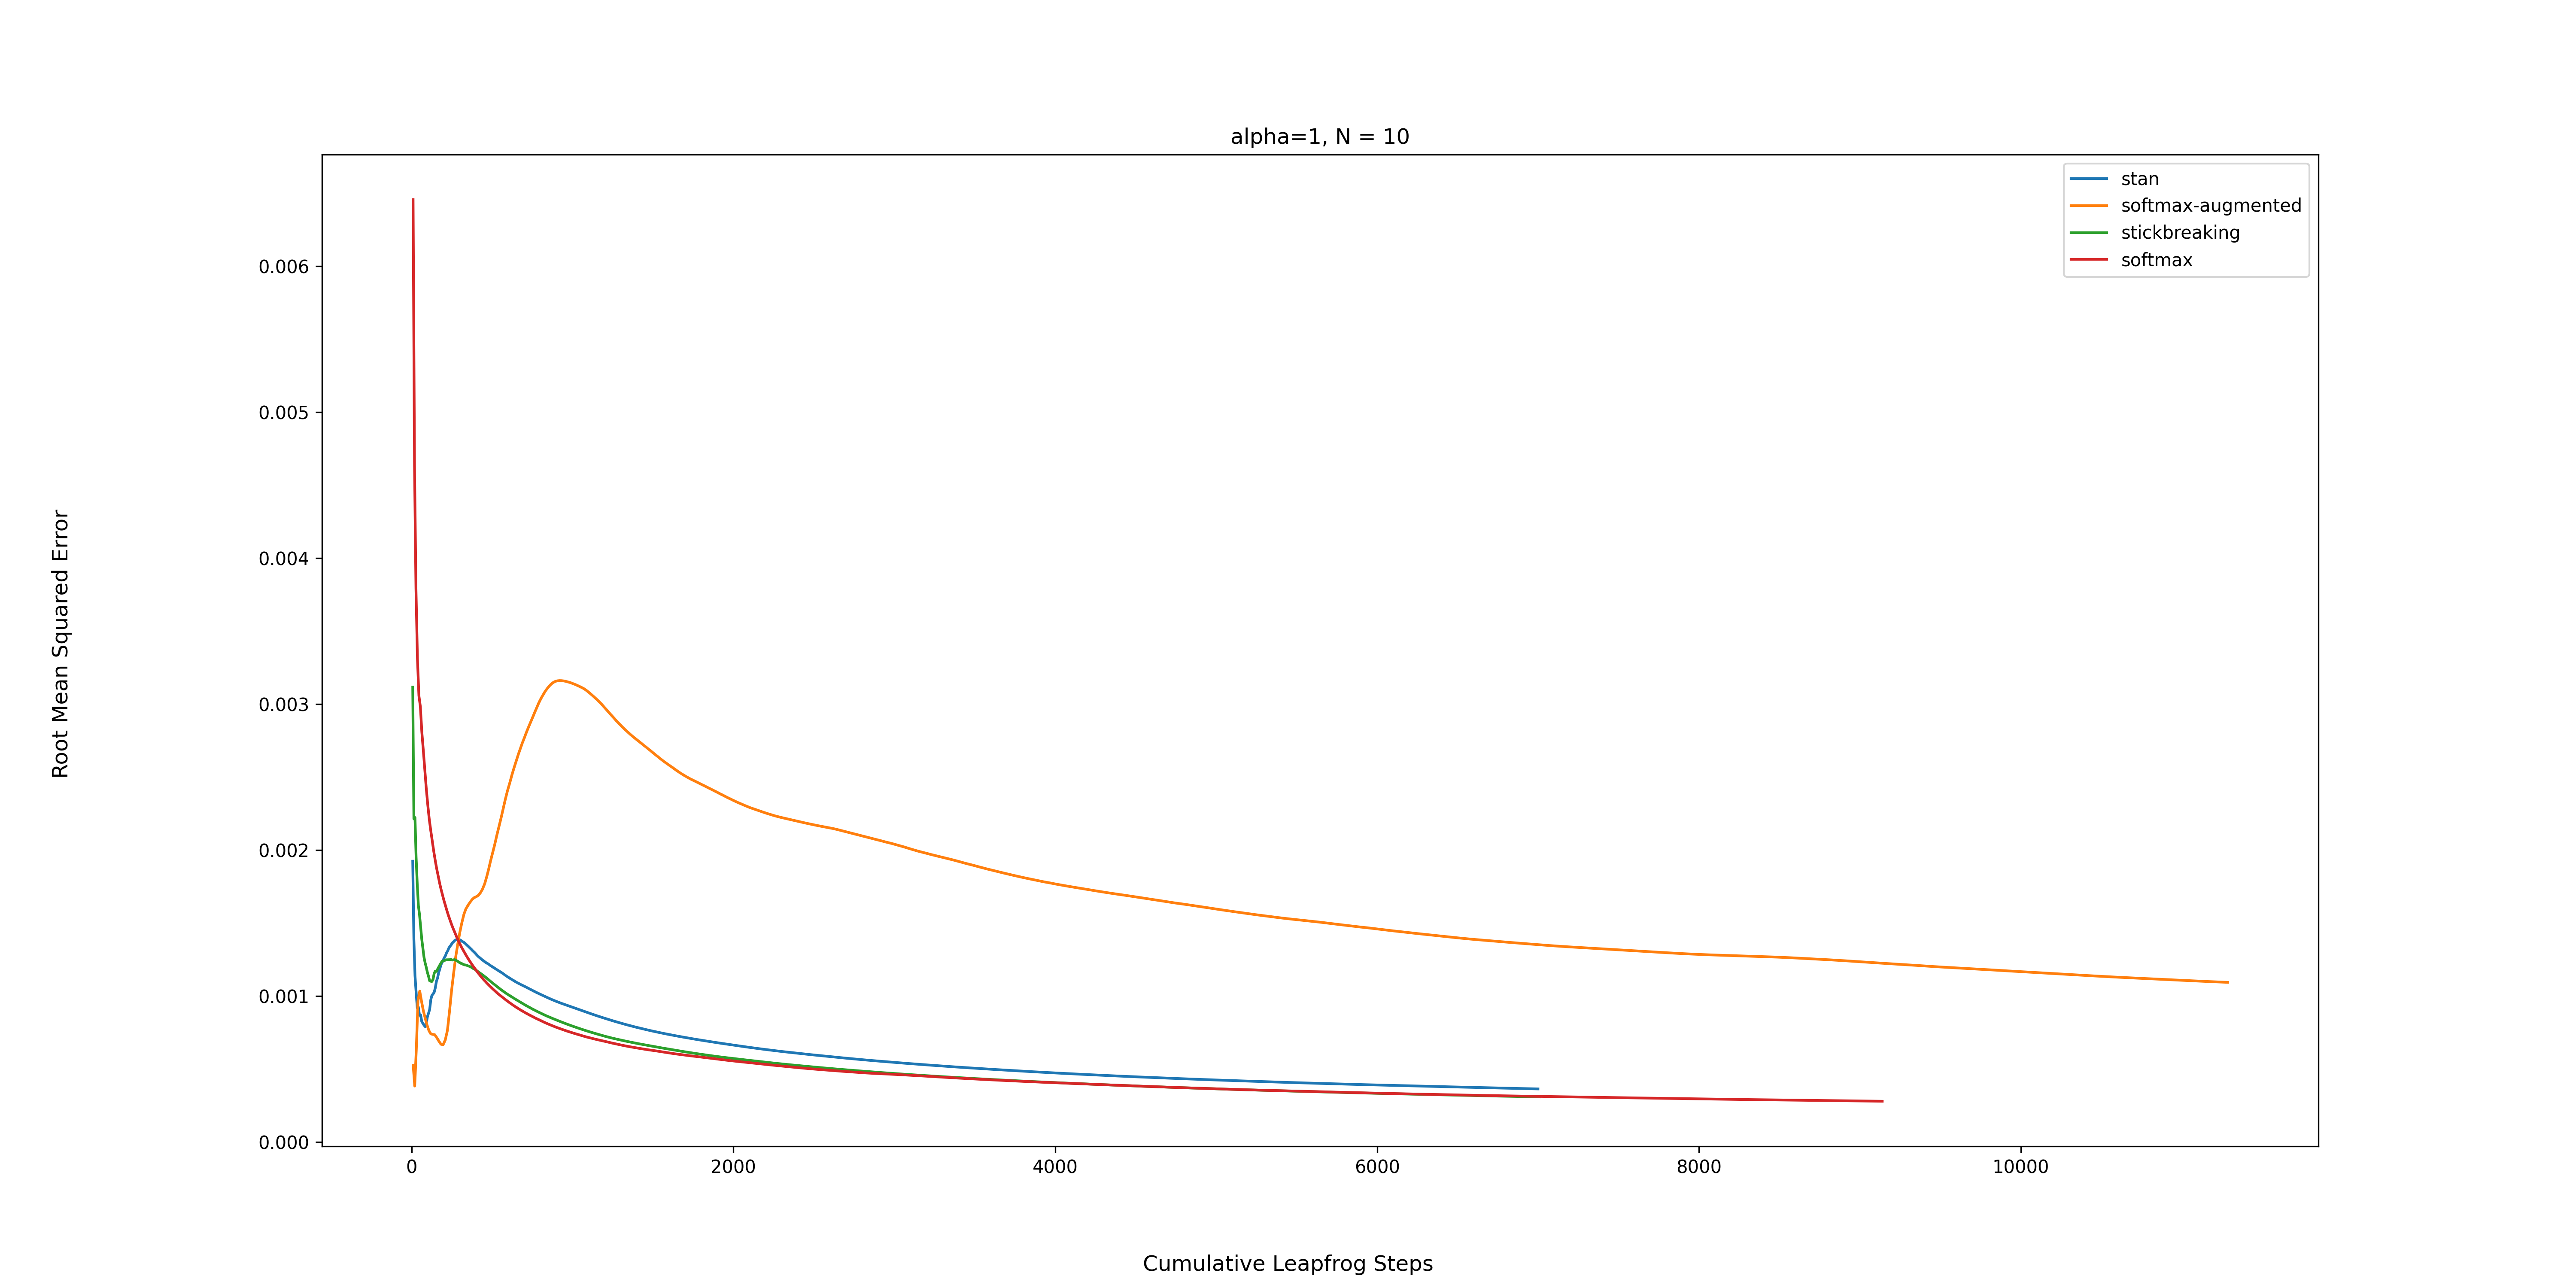 alpha=1, N = 10
stan
softmax-augmented
stickbreaking
softmax
Root Mean Squared Error
0.006
0.005
0.004
0.003
0.002
0.001
0.000
0 2000 4000 6000 8000 10000
Cumulative Leapfrog Steps